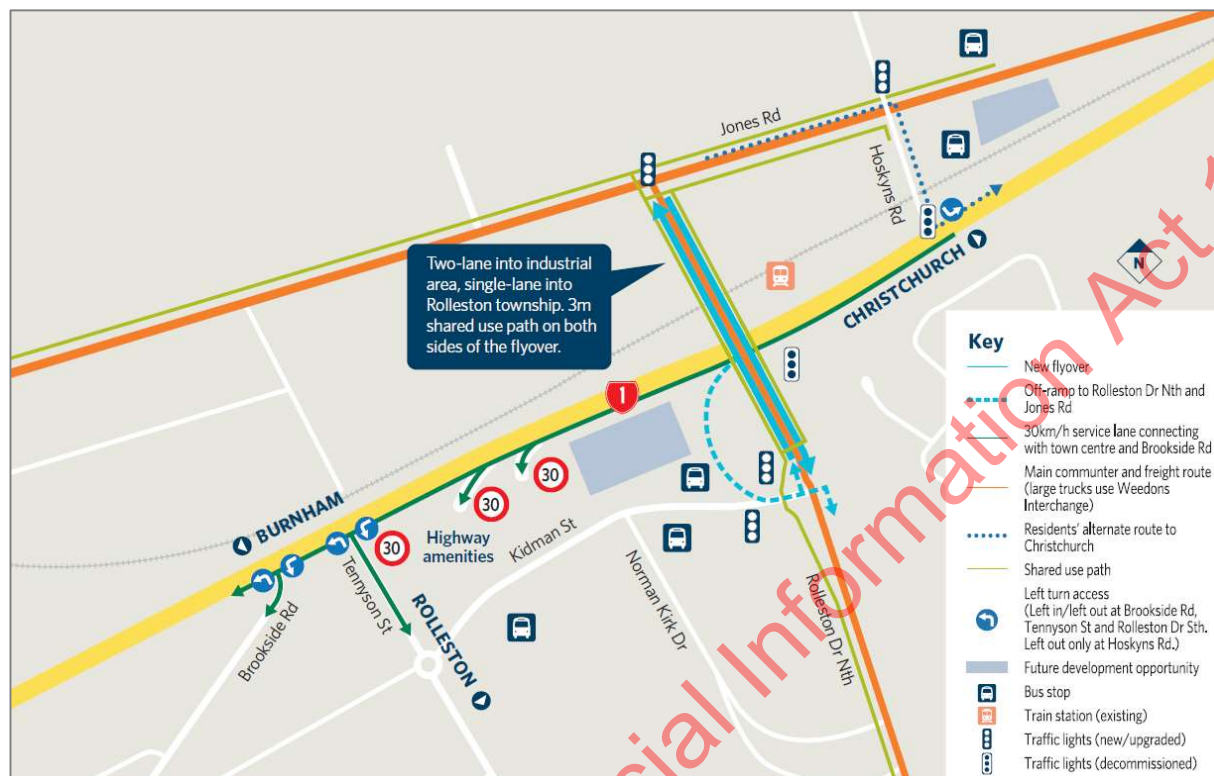 Jones Rd
Hoskyns Rd
Two-lane into industrial
area, single-lane into
Rolleston township. 3m
shared use path on both
sides of the flyover.
CHRISTCHURCH
N
1
30
30
30
BURNHAM
Highway
amenities
Kidman St
Tennyson St
Brookside Rd
ROLLESTON
Norman Kirk Dr
Rolleston Dr Nth
Key
New flyover
Off-ramp to Rolleston Dr Nth and
Jones Rd
30km/h service lane connecting
with town centre and Brookside Rd
Main communter and freight route
(large trucks use Weedons
Interchange)
Residents' alternate route to
Christchurch
Shared use path
Left turn access
(Left in/left out at Brookside Rd,
Tennyson St and Rolleston Dr Sth.
Left out only at Hoskyns Rd.)
Future development opportunity
Bus stop
Train station (existing)
Traffic lights (new/upgraded)
Traffic lights (decommissioned)
cial Information Act 1